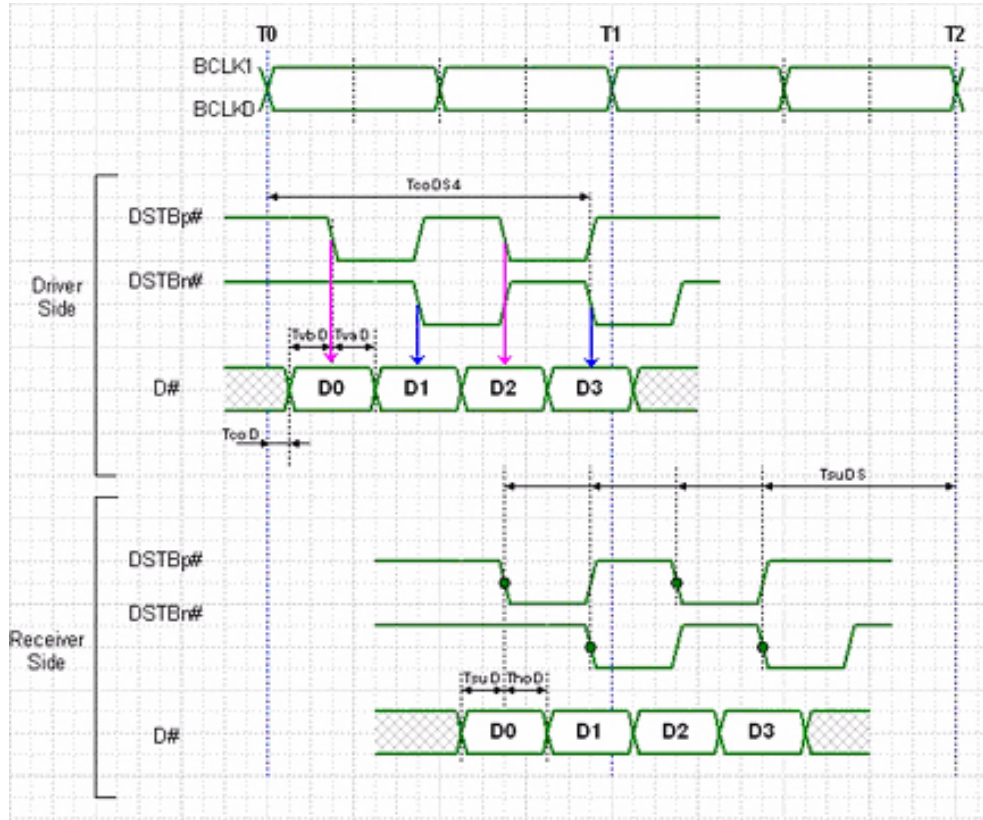 T0 T1 T2
BCLK1
BCLK0
TcoDS4
DSTBp#
DSTBn#
Driver
Side
TvbD TvaD
D# D0 D1 D2 D3
TcoD
TsuDS
DSTBp#
DSTBn#
Receiver
Side
TsuD ThoD
D# D0 D1 D2 D3